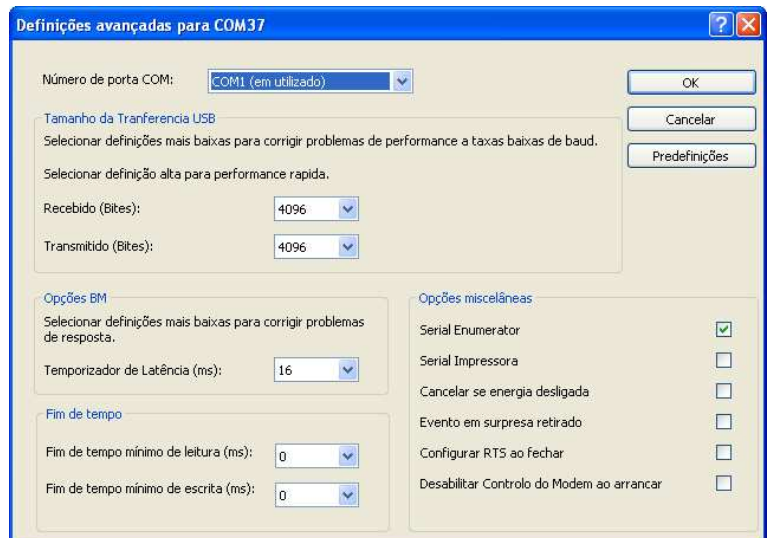 Definições avançadas para COM37
Número de porta COM: COM1 (em utilizado)
OK
Cancelar
Predefinições
Tamanho da Tranferencia USB
Selecionar definições mais baixas para corrigir problemas de performance a taxas baixas de baud.
Selecionar definição alta para performance rapida.
Recebido (Bites): 4096
Transmitido (Bites): 4096
Opções BM
Selecionar definições mais baixas para corrigir problemas
de resposta.
Temporizador de Latência (ms): 16
Fim de tempo
Fim de tempo mínimo de leitura (ms): 0
Fim de tempo mínimo de escrita (ms): 0
Opções miscelâneas
Serial Enumerator
Serial Impressora
Cancelar se energia desligada
Evento em surpresa retirado
Configurar RTS ao fechar
Desabilitar Controlo do Modem ao arrancar